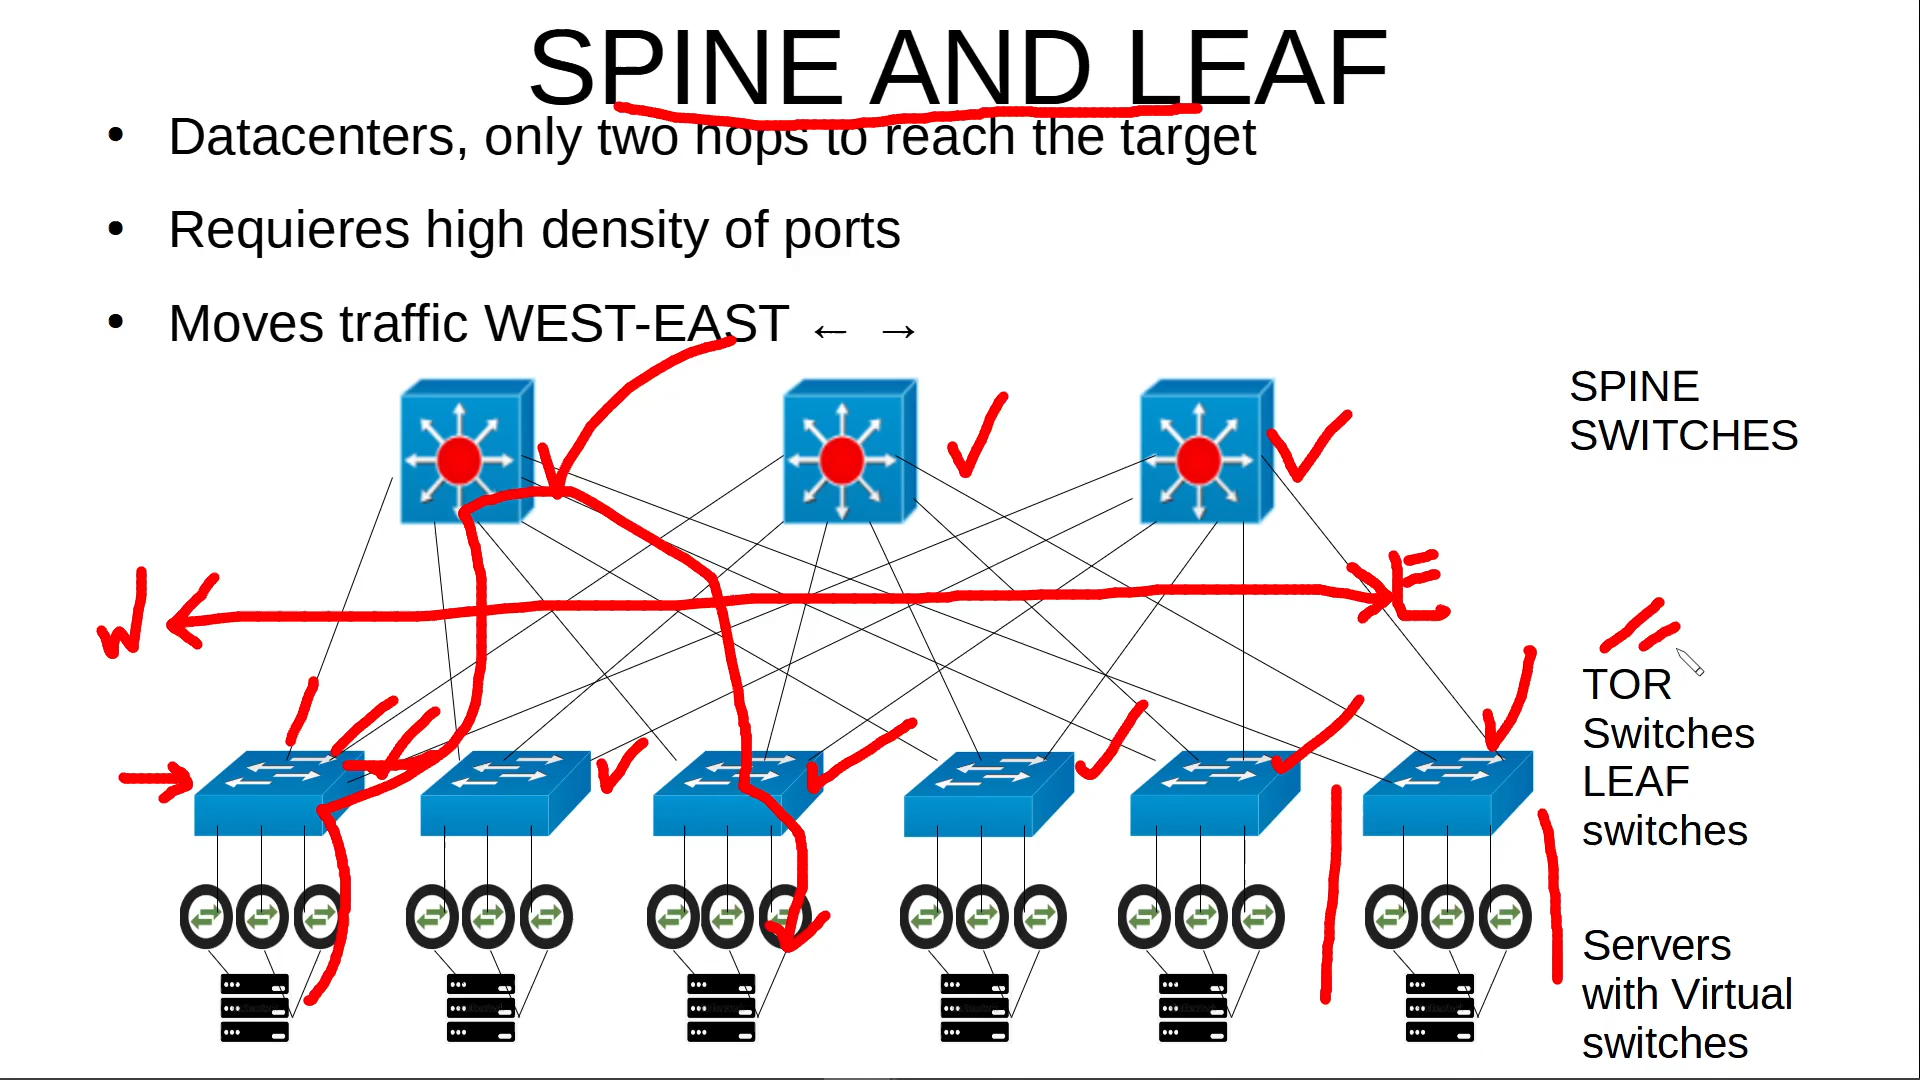 SPINE AND LEAF
• Datacenters, only two hops to reach the target
• Requieres high density of ports
• Moves traffic WEST-EAST ← →
SPINE
SWITCHES
W
E
TOR
Switches
LEAF
switches
Servers
with Virtual
switches